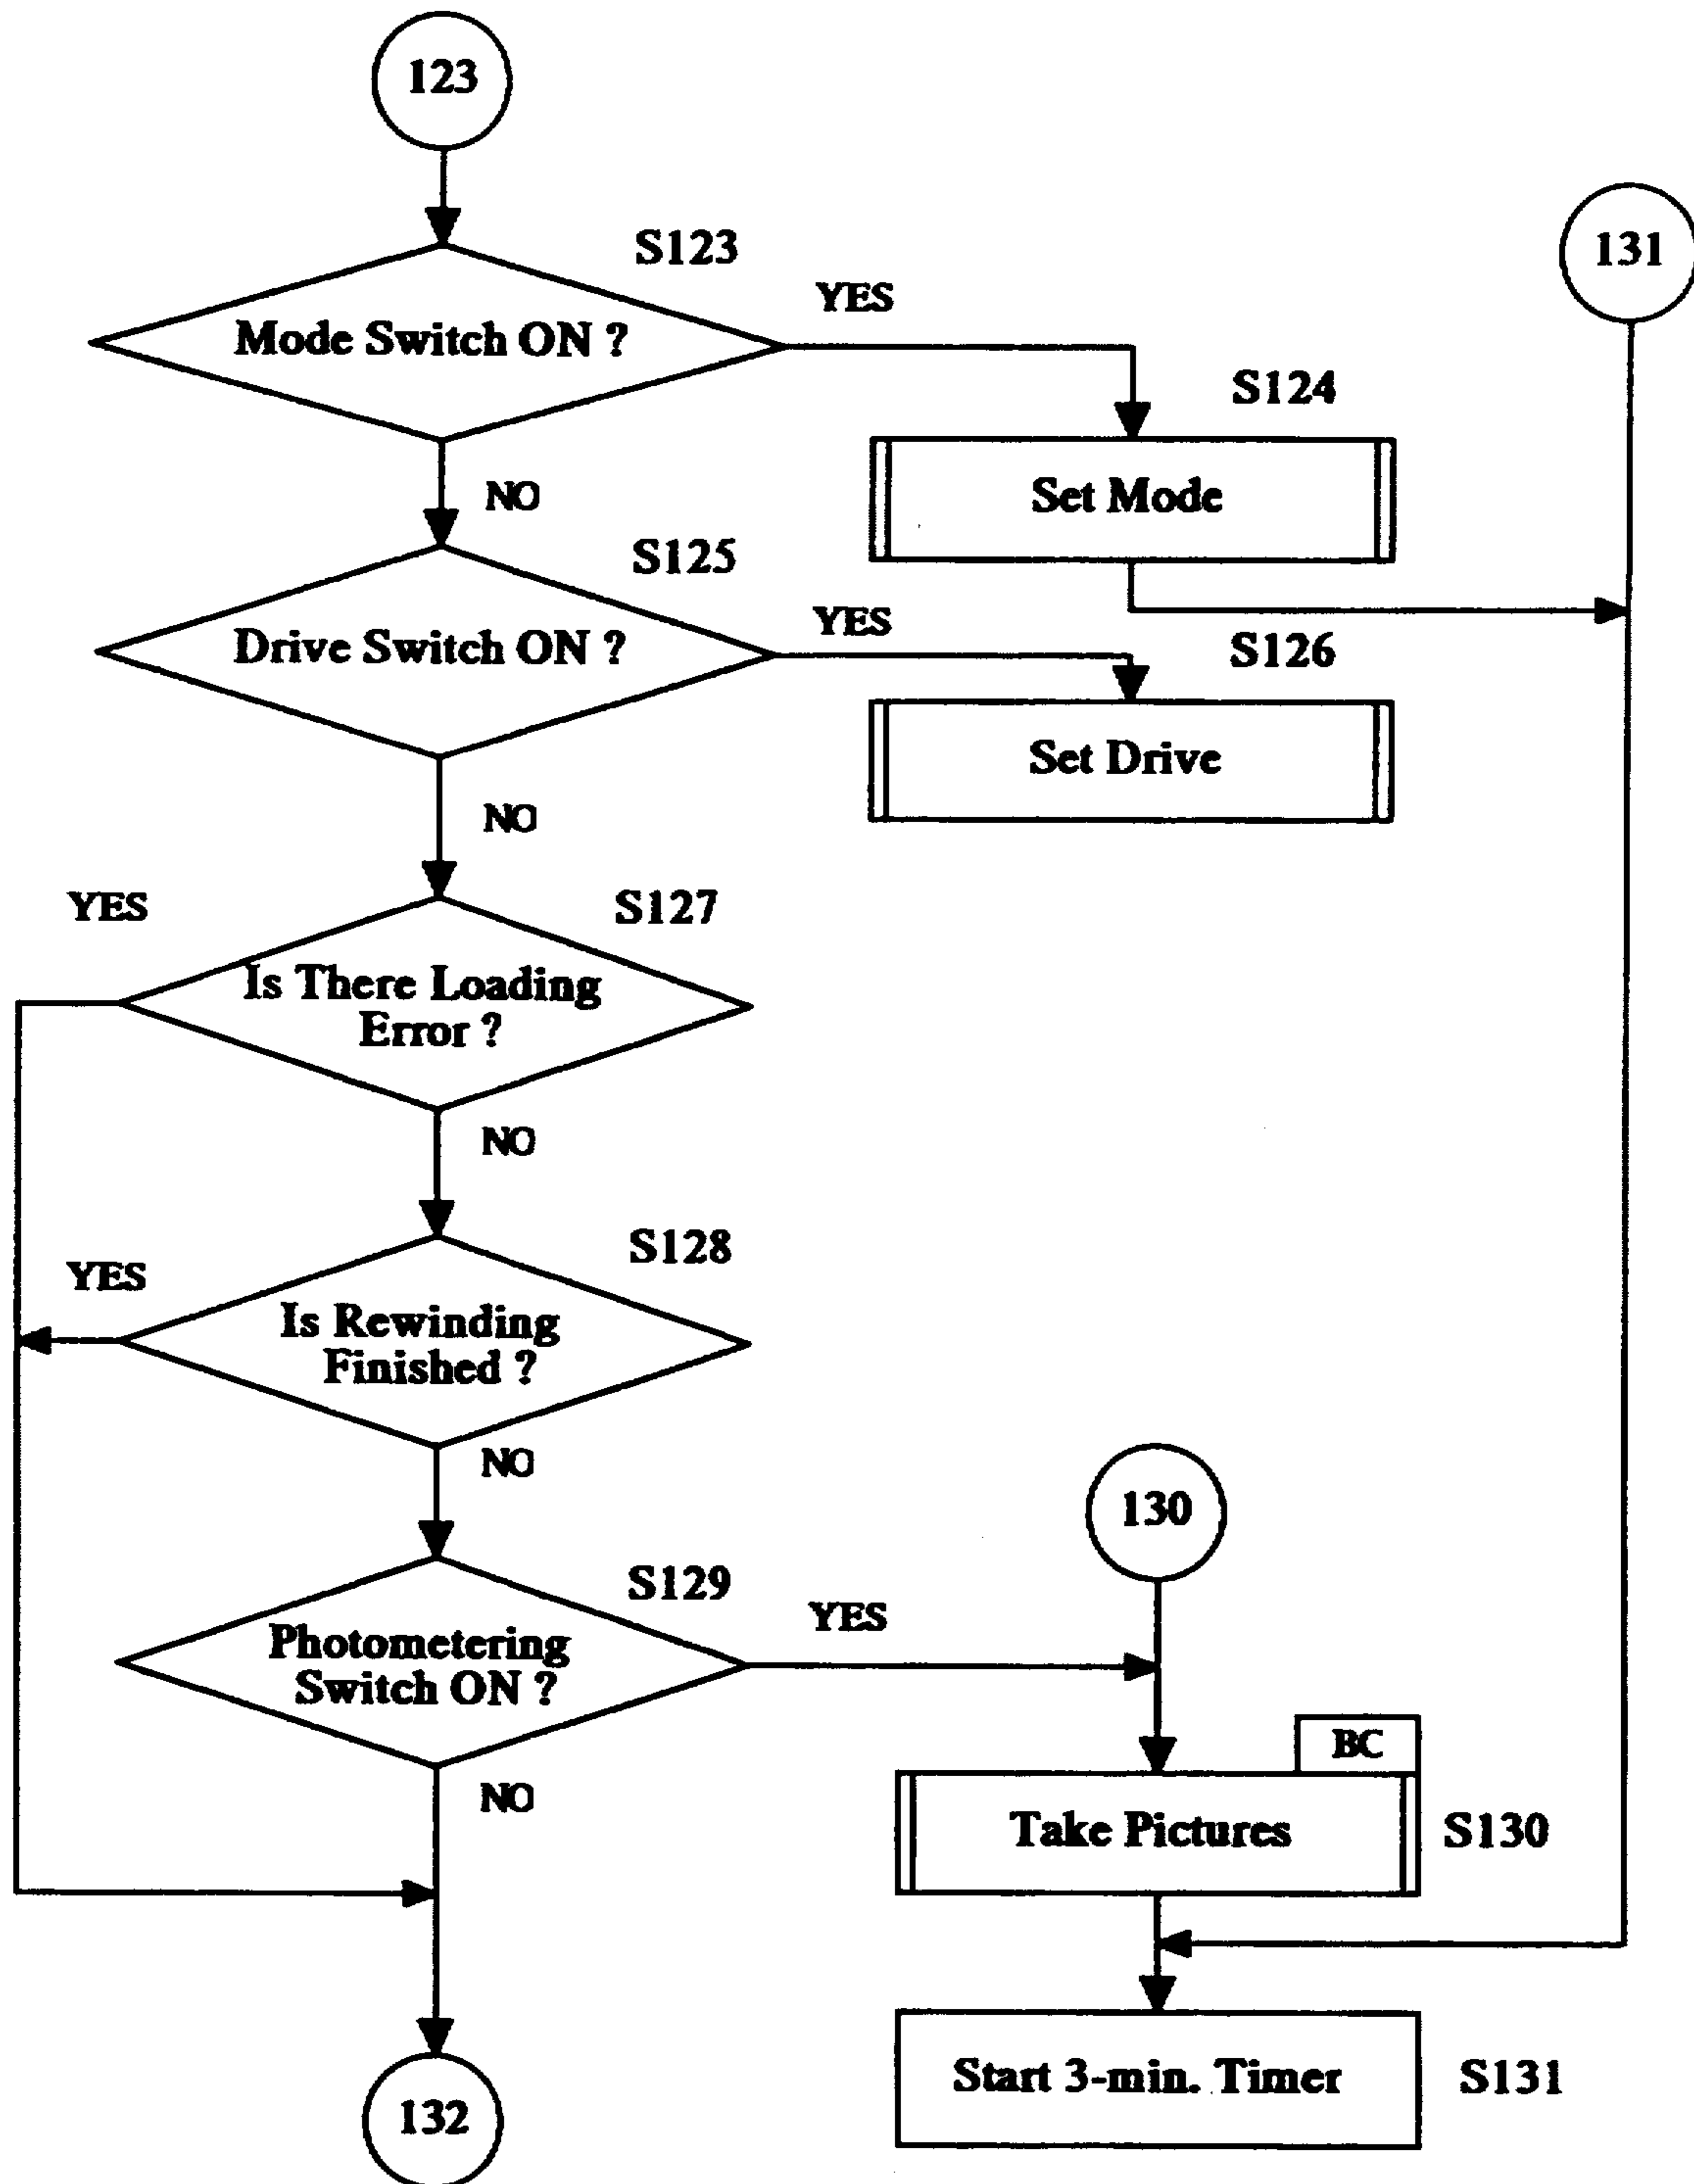 123
S123
131
Mode Switch ON ?
YES
S124
Set Mode
NO
S125
Drive Switch ON ?
YES
S126
Set Drive
NO
YES
S127
Is There Loading
Error ?
NO
S128
YES
Is Rewinding
Finished ?
NO
130
S129
YES
Photometering
Switch ON ?
BC
NO
Take Pictures
S130
Start 3-min. Timer
S131
132